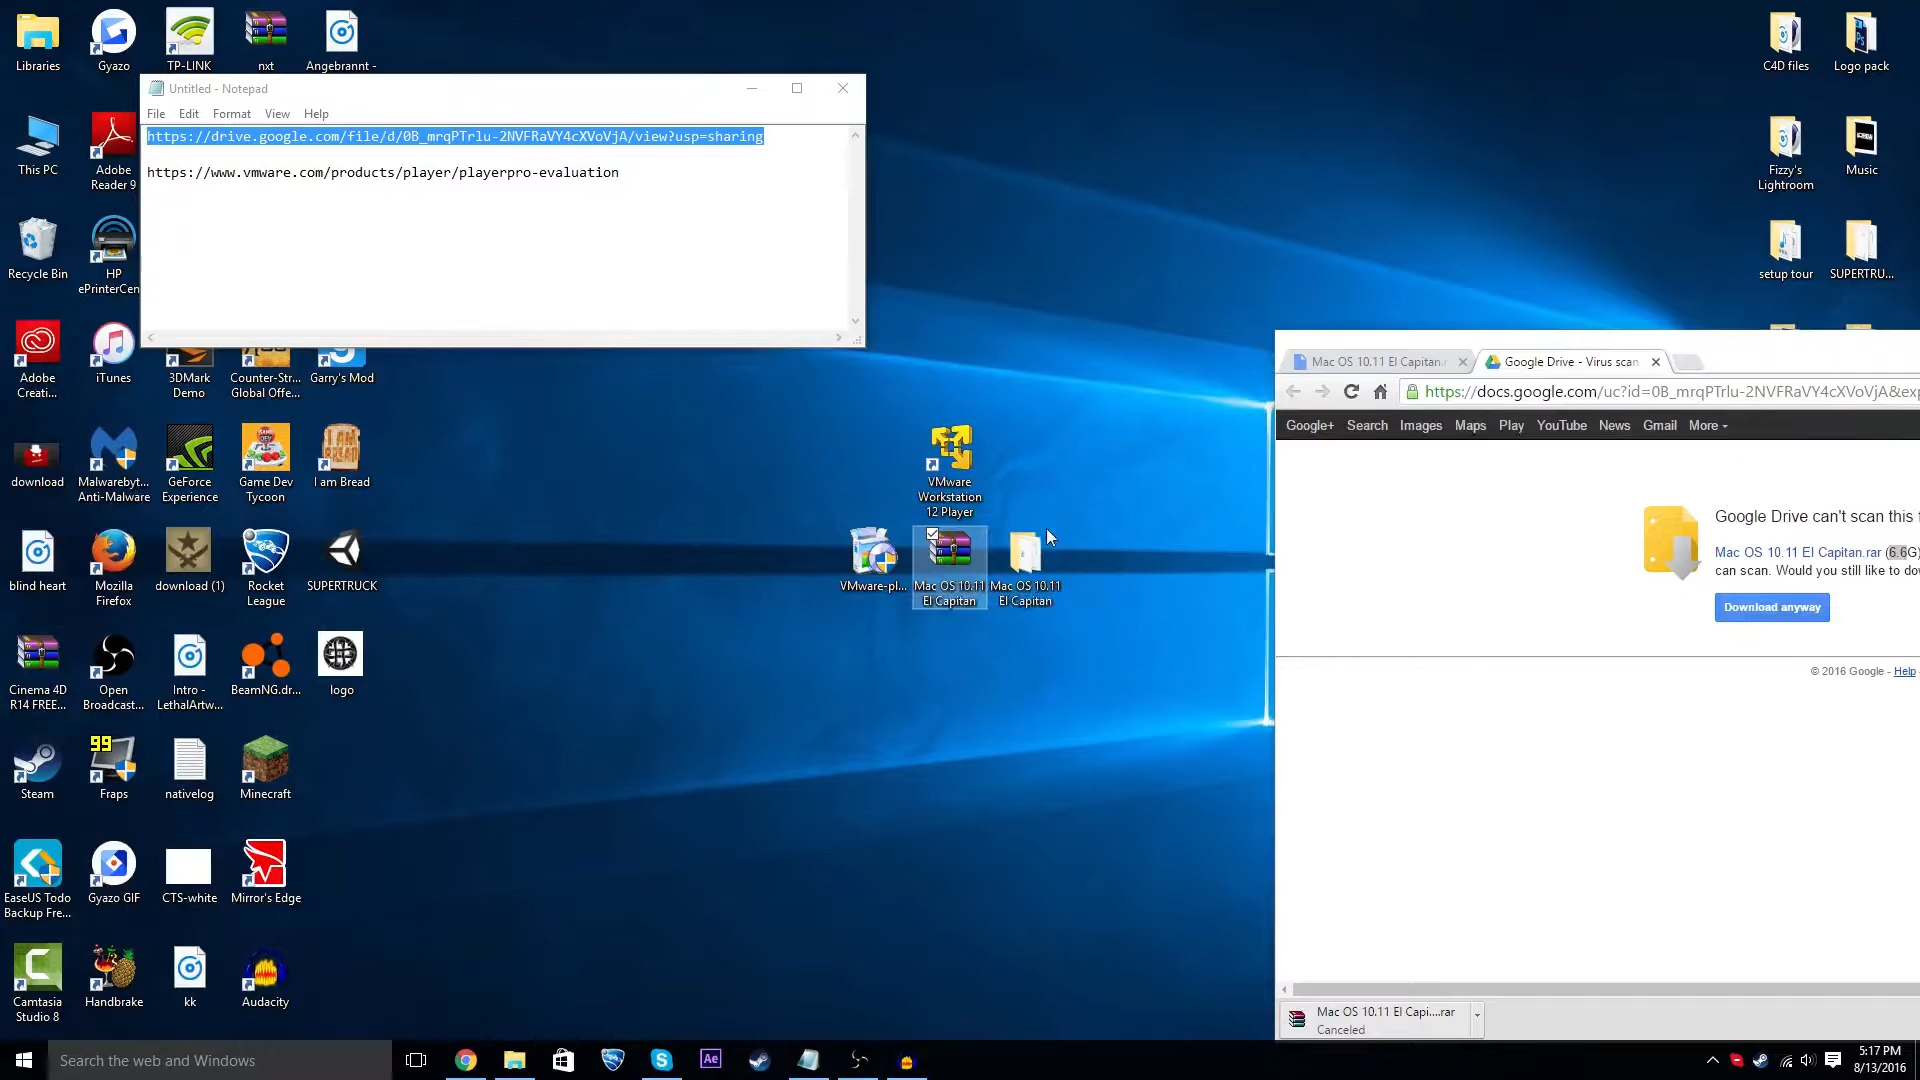 Libraries
Gyazo
TP-LINK
nxt
Angebrannt -
C4D files
Logo pack
Untitled - Notepad
File Edit Format View Help
https://drive.google.com/file/d/0B_mrqPTrlu-2NVFRaVY4cXVoVjA/view?usp=sharing
https://www.vmware.com/products/player/playerpro-evaluation
This PC
Adobe
Reader 9
Fizzy's
Lightroom
Music
Recycle Bin
HP
ePrinterCen
setup tour
SUPERTRU...
Adobe
Creati...
iTunes
3DMark
Demo
Counter-Str...
Global Offe...
Garry's Mod
Mac OS 10.11 El Capitan.
Google Drive - Virus scan
https://docs.google.com/uc?id=0B_mrqPTrlu-2NVFRaVY4cXVoVjA&exp
Google+ Search Images Maps Play YouTube News Gmail More
download
Malwarebyt...
Anti-Malware
GeForce
Experience
Game Dev
Tycoon
I am Bread
VMware
Workstation
12 Player
Google Drive can't scan this f
Mac OS 10.11 El Capitan.rar (6.6G)
can scan. Would you still like to do
Download anyway
blind heart
Mozilla
Firefox
download (1)
Rocket
League
SUPERTRUCK
VMware-pl...
Mac OS 10.11
El Capitan
Mac OS 10.11
El Capitan
© 2016 Google - Help
Cinema 4D
R14 FREE...
Open
Broadcast...
Intro -
LethalArtw...
BeamNG.dr...
logo
99
Steam
Fraps
nativelog
Minecraft
EaseUS Todo
Backup Fre...
Gyazo GIF
CTS-white
Mirror's Edge
Camtasia
Studio 8
Handbrake
kk
Audacity
Mac OS 10.11 El Capi....rar
Canceled
Search the web and Windows
Ae
5:17 PM
8/13/2016